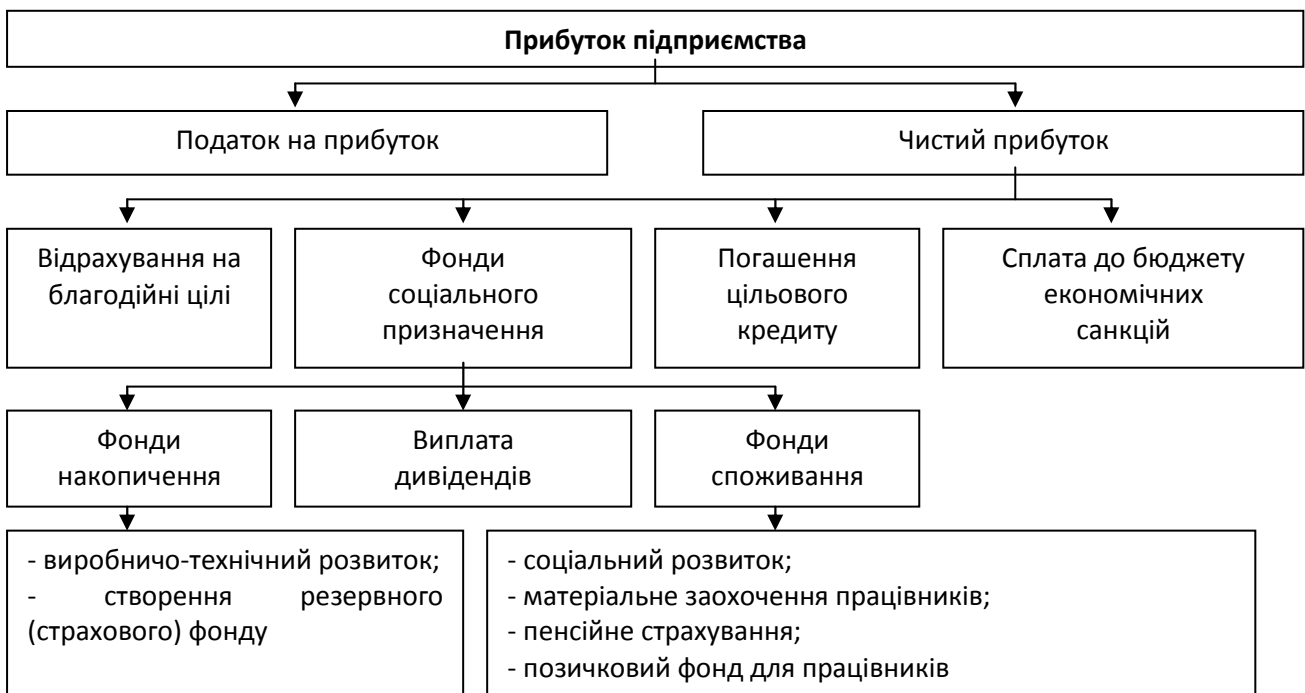 Прибуток підприємства
Податок на прибуток
Чистий прибуток
Відрахування на
благодійні цілі
Фонди
соціального
призначення
Погашення
цільового
кредиту
Сплата до бюджету
економічних
санкцій
Фонди
накопичення
Виплата
дивідендів
Фонди
споживання
- виробничо-технічний розвиток;
- створення резервного
(страхового) фонду
- соціальний розвиток;
- матеріальне заохочення працівників;
- пенсійне страхування;
- позичковий фонд для працівників